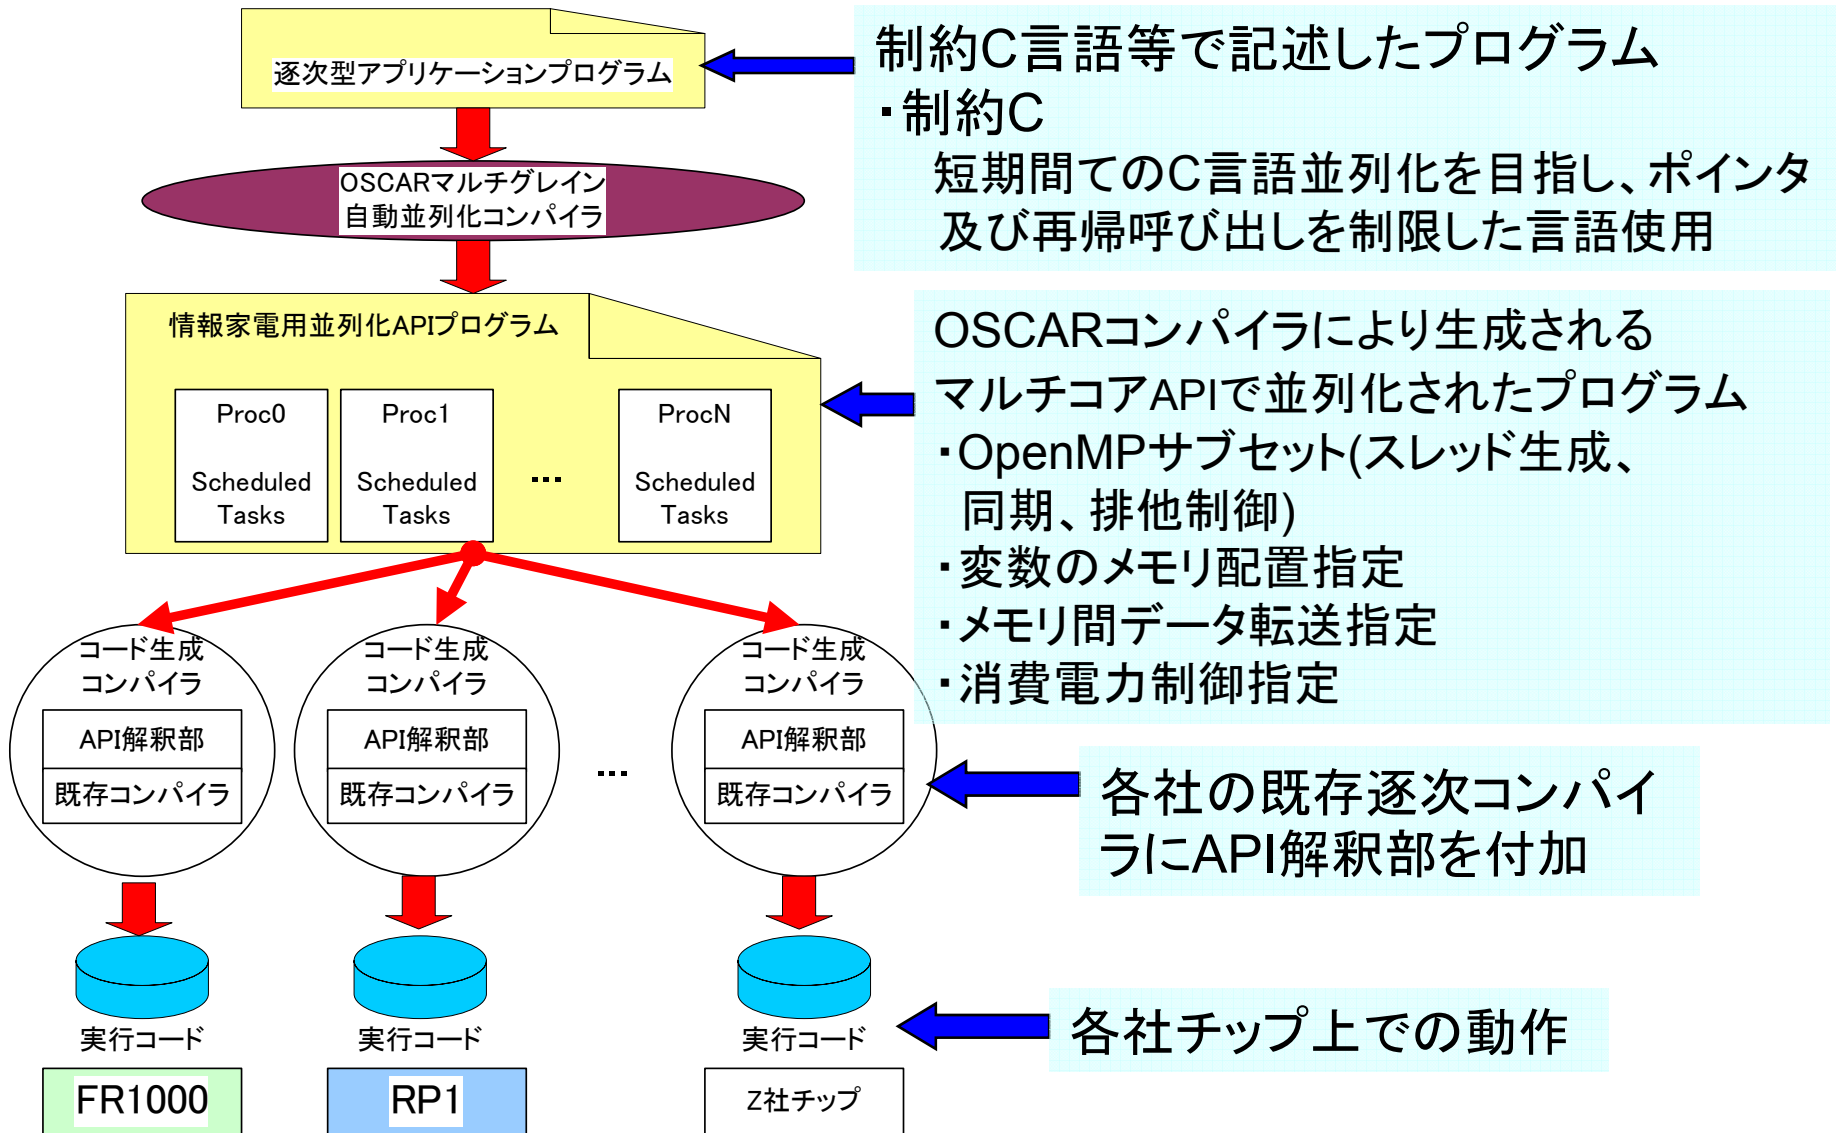 逐次型アプリケーションプログラム
制約C言語等で記述したプログラム
・制約C
短期間てのC言語並列化を目指し、ポインタ
及び再帰呼び出しを制限した言語使用
OSCARマルチグレイン
自動並列化コンパイラ
情報家電用並列化APIプログラム
Proc0
Scheduled
Tasks
Proc1
Scheduled
Tasks
...
ProcN
Scheduled
Tasks
OSCARコンパイラにより生成される
マルチコアAPIで並列化されたプログラム
・OpenMPサブセット(スレッド生成、
同期、排他制御)
・変数のメモリ配置指定
・メモリ間データ転送指定
・消費電力制御指定
コード生成
コンパイラ
API解釈部
既存コンパイラ
コード生成
コンパイラ
API解釈部
既存コンパイラ
...
コード生成
コンパイラ
API解釈部
既存コンパイラ
各社の既存逐次コンパイ
ラにAPI解釈部を付加
実行コード
実行コード
実行コード
各社チップ上での動作
FR1000
RP1
Z社チップ